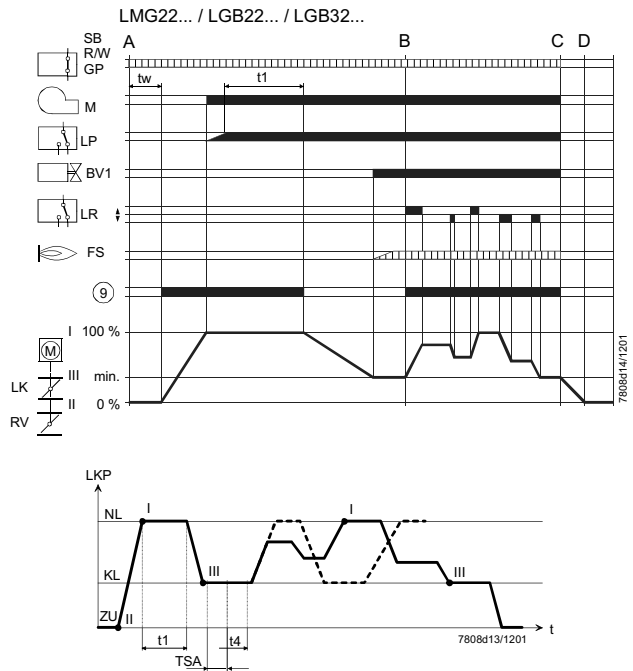 LMG22... / LGB22... / LGB32...
A B C D
SB
R/W
GP
tw
t1
M
LP
BV1
LR
FS
9
I 100 %
M
III min.
LK
II 0 %
RV
7808d14/1201
LKP
NL
I I
KL
III III
ZU II
t
t1 t4
7808d13/1201
TSA